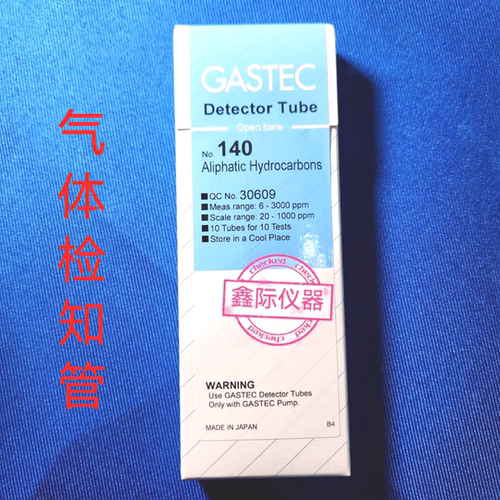 气体检知管
GASTEC
Detector Tube
Open here
No. 140
Aliphatic Hydrocarbons
■ QC No. 30609
■ Meas.range: 6 - 3000 ppm
■ Scale range: 20 - 1000 ppm
■ 10 Tubes for 10 Tests
■ Store in a Cool Place
checked
鑫际仪器
checked
WARNING
Use GASTEC Detector Tubes
Only with GASTEC Pump.
MADE IN JAPAN
B4